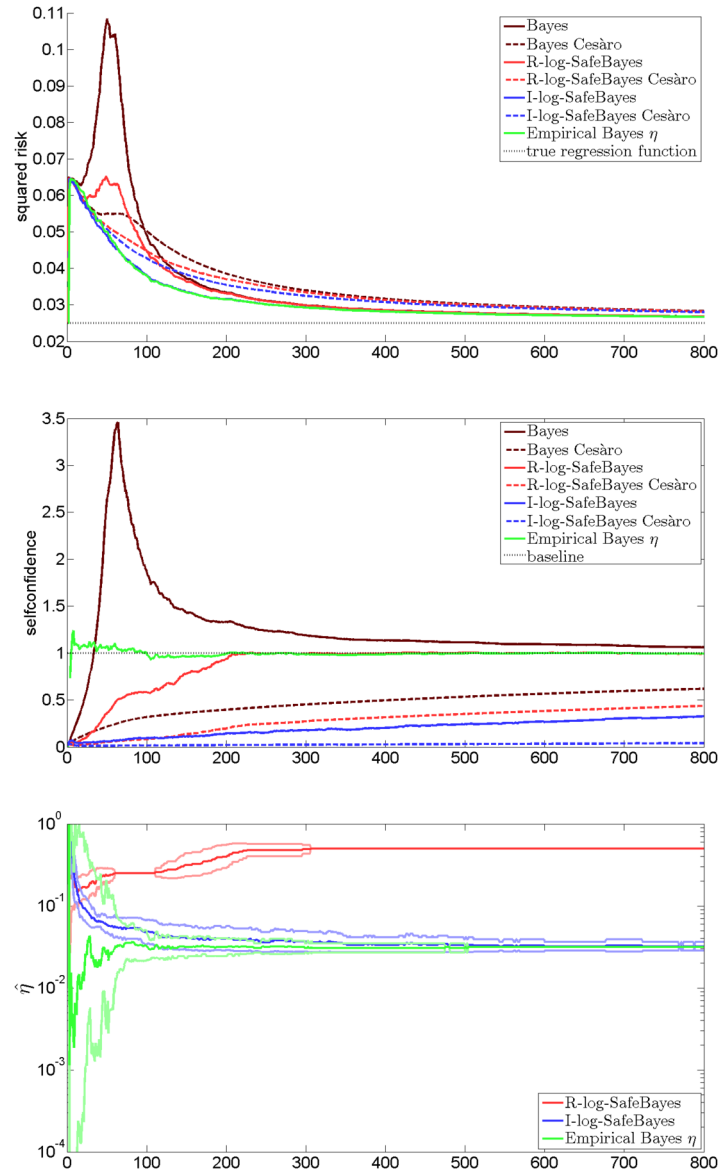 0.11
0.1
0.09
0.08
0.07
0.06
0.05
0.04
0.03
0.02
squared risk
Bayes
Bayes Cesàro
R-log-SafeBayes
R-log-SafeBayes Cesàro
I-log-SafeBayes
I-log-SafeBayes Cesàro
Empirical Bayes η
true regression function
0 100 200 300 400 500 600 700 800
3.5
3
2.5
2
1.5
1
0.5
0
selfconfidence
Bayes
Bayes Cesàro
R-log-SafeBayes
R-log-SafeBayes Cesàro
I-log-SafeBayes
I-log-SafeBayes Cesàro
Empirical Bayes η
baseline
0 100 200 300 400 500 600 700 800
10⁰
10⁻¹
10⁻²
10⁻³
10⁻⁴
η̂
R-log-SafeBayes
I-log-SafeBayes
Empirical Bayes η
0 100 200 300 400 500 600 700 800